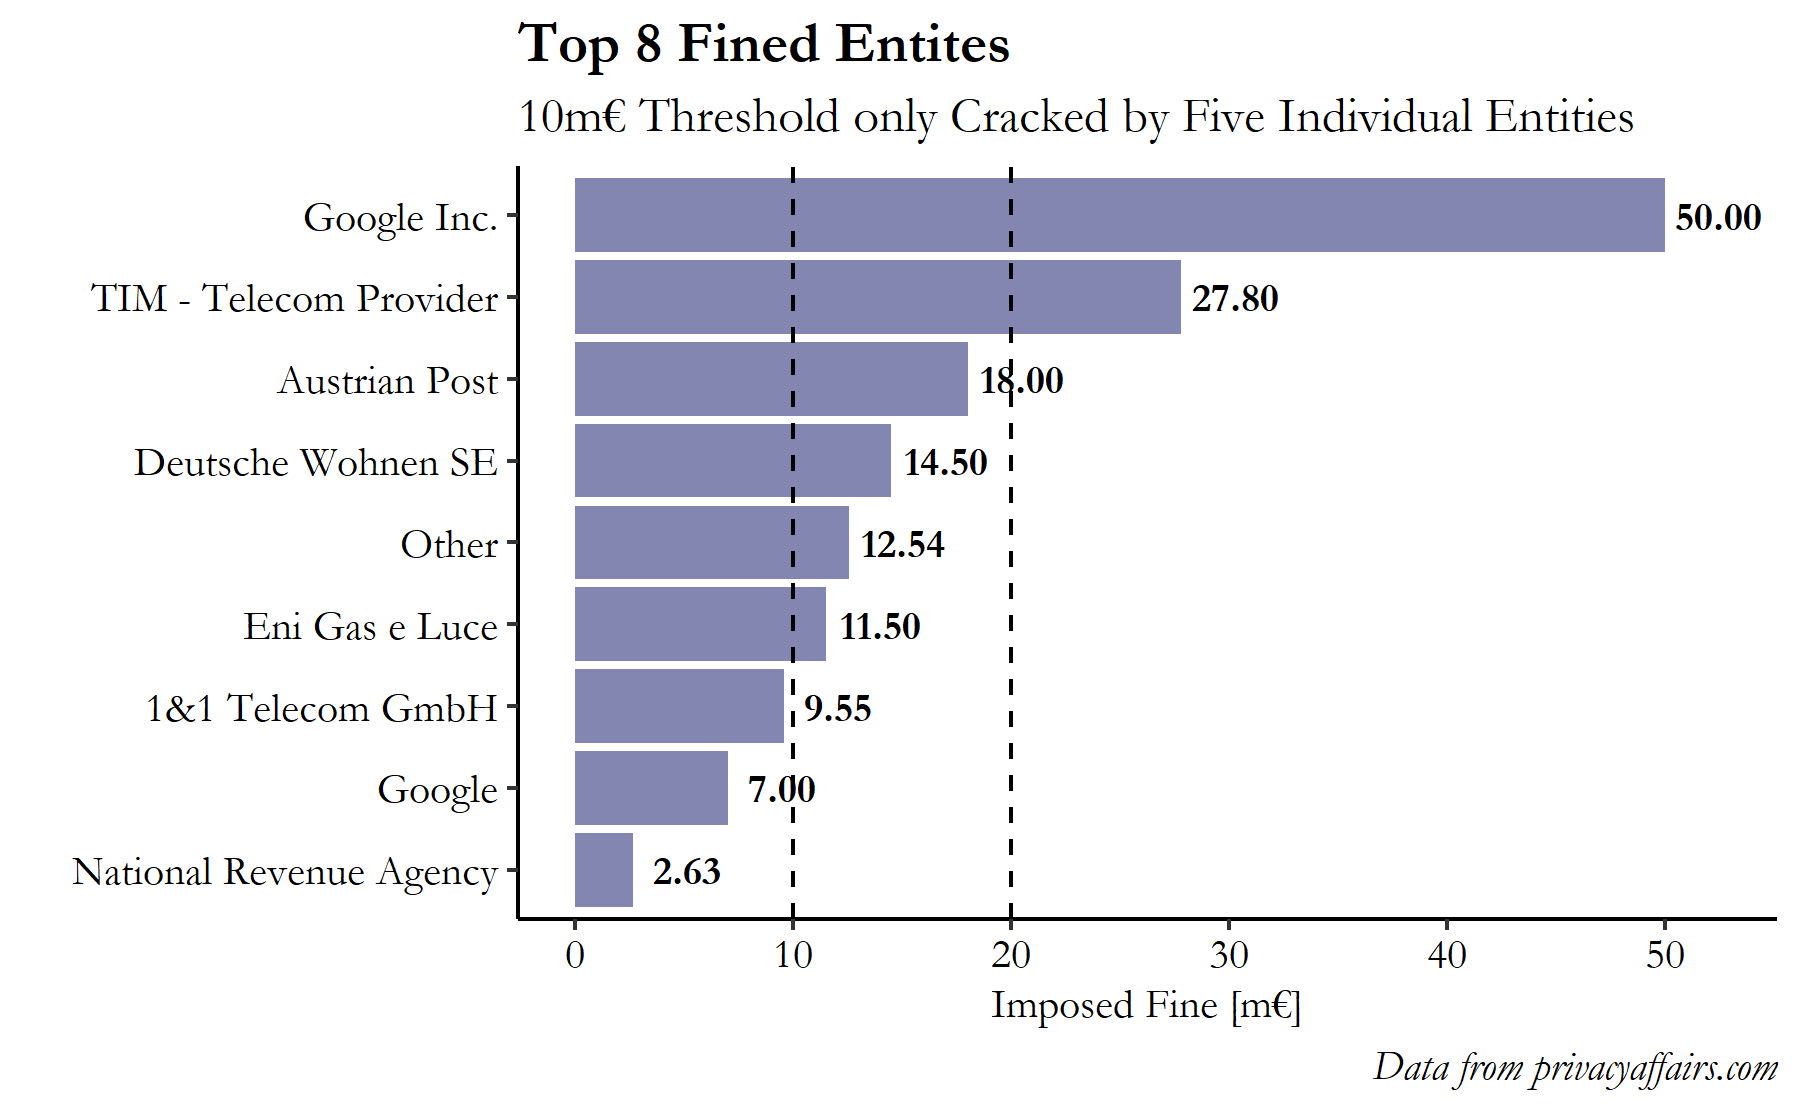 Top 8 Fined Entites
10m€ Threshold only Cracked by Five Individual Entities
Google Inc.
50.00
TIM - Telecom Provider
27.80
Austrian Post
18.00
Deutsche Wohnen SE
14.50
Other
12.54
Eni Gas e Luce
11.50
1&1 Telecom GmbH
9.55
Google
7.00
National Revenue Agency
2.63
0 10 20 30 40 50
Imposed Fine [m€]
Data from privacyaffairs.com